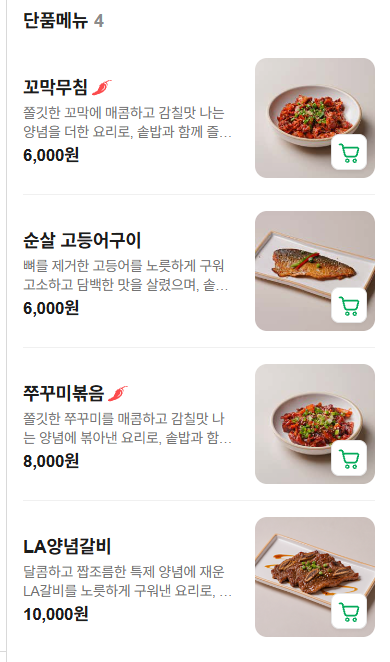 단품메뉴 4
꼬막무침
쫄깃한 꼬막에 매콤하고 감칠맛 나는
양념을 더한 요리로, 솥밥과 함께 즐...
6,000원
순살 고등어구이
뼈를 제거한 고등어를 노릇하게 구워
고소하고 담백한 맛을 살렸으며, 솥...
6,000원
쭈꾸미볶음
쫄깃한 쭈꾸미를 매콤하고 감칠맛 나
는 양념에 볶아낸 요리로, 솥밥과 함...
8,000원
LA양념갈비
달콤하고 짭조름한 특제 양념에 재운
LA갈비를 노릇하게 구워낸 요리로, ...
10,000원